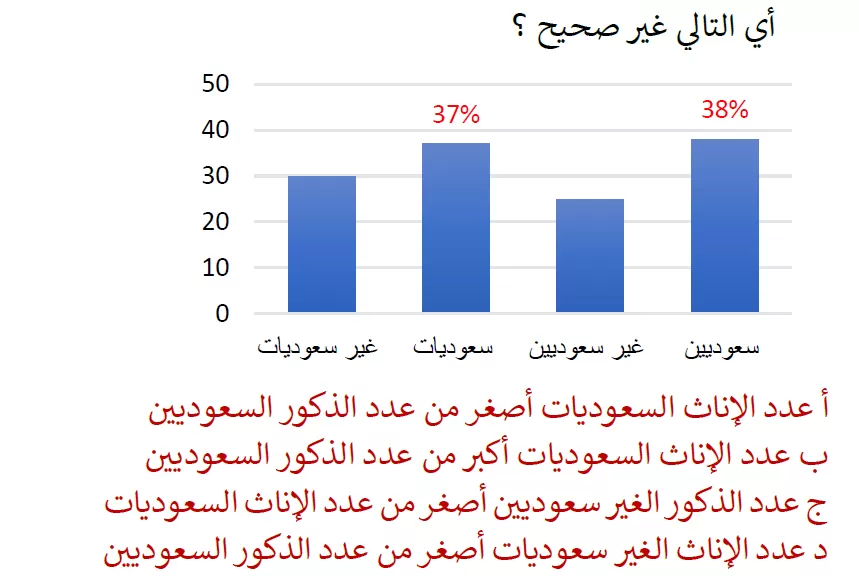 أي التالي غير صحيح ؟
50
37%
38%
40
30
20
10
0
غير سعوديات
سعوديات
غير سعوديين
سعوديين
أ عدد الإناث السعوديات أصغر من عدد الذكور السعوديين
ب عدد الإناث السعوديات أكبر من عدد الذكور السعوديين
ج عدد الذكور الغير سعوديين أصغر من عدد الإناث السعوديات
د عدد الإناث الغير سعوديات أصغر من عدد الذكور السعوديين